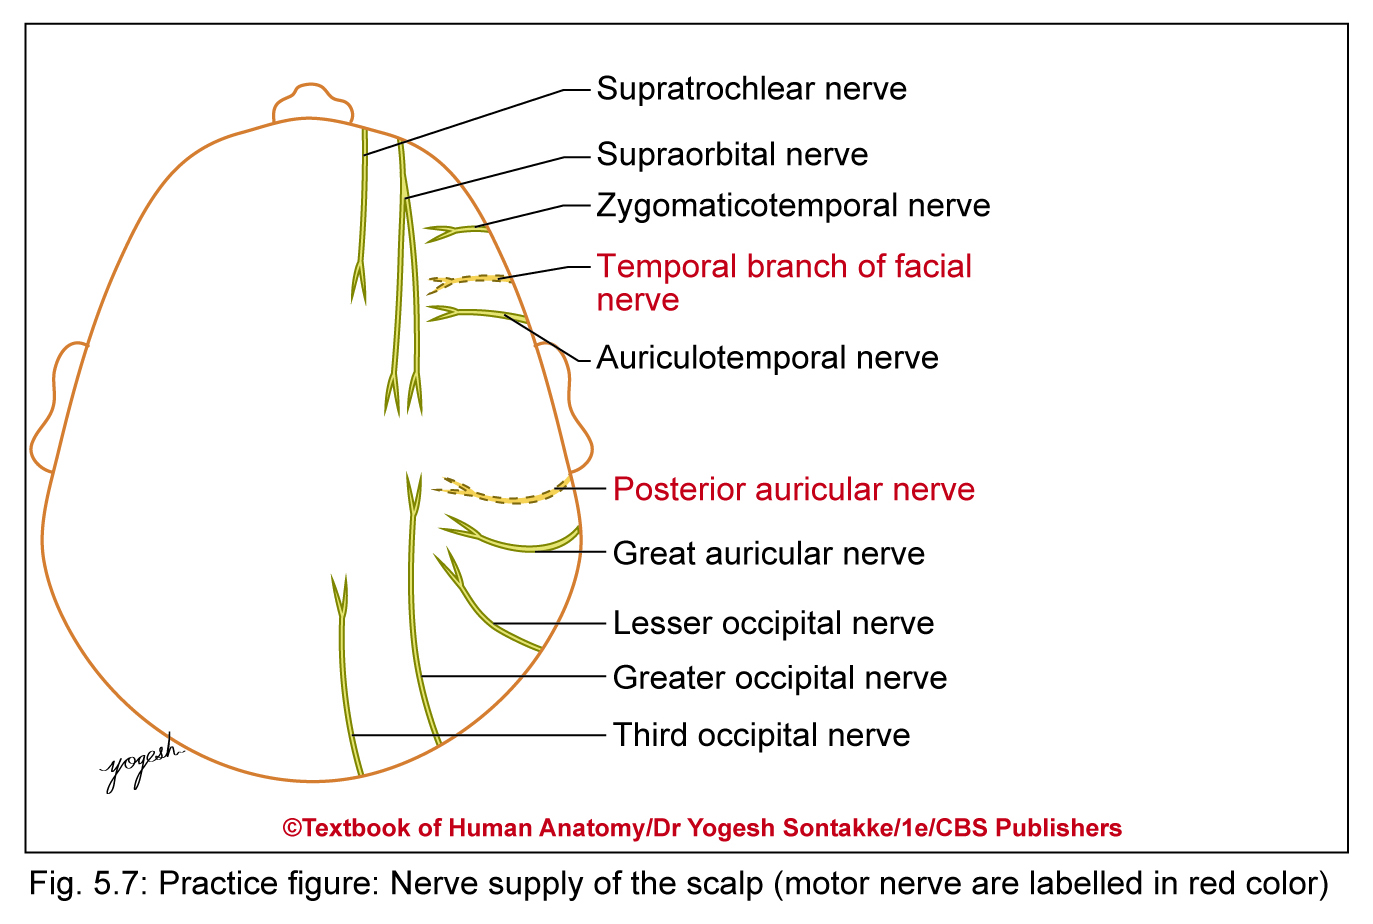 Supratrochlear nerve
Supraorbital nerve
Zygomaticotemporal nerve
Temporal branch of facial
nerve
Auriculotemporal nerve
Posterior auricular nerve
Great auricular nerve
Lesser occipital nerve
Greater occipital nerve
Third occipital nerve
yogesh
©Textbook of Human Anatomy/Dr Yogesh Sontakke/1e/CBS Publishers
Fig. 5.7: Practice figure: Nerve supply of the scalp (motor nerve are labelled in red color)